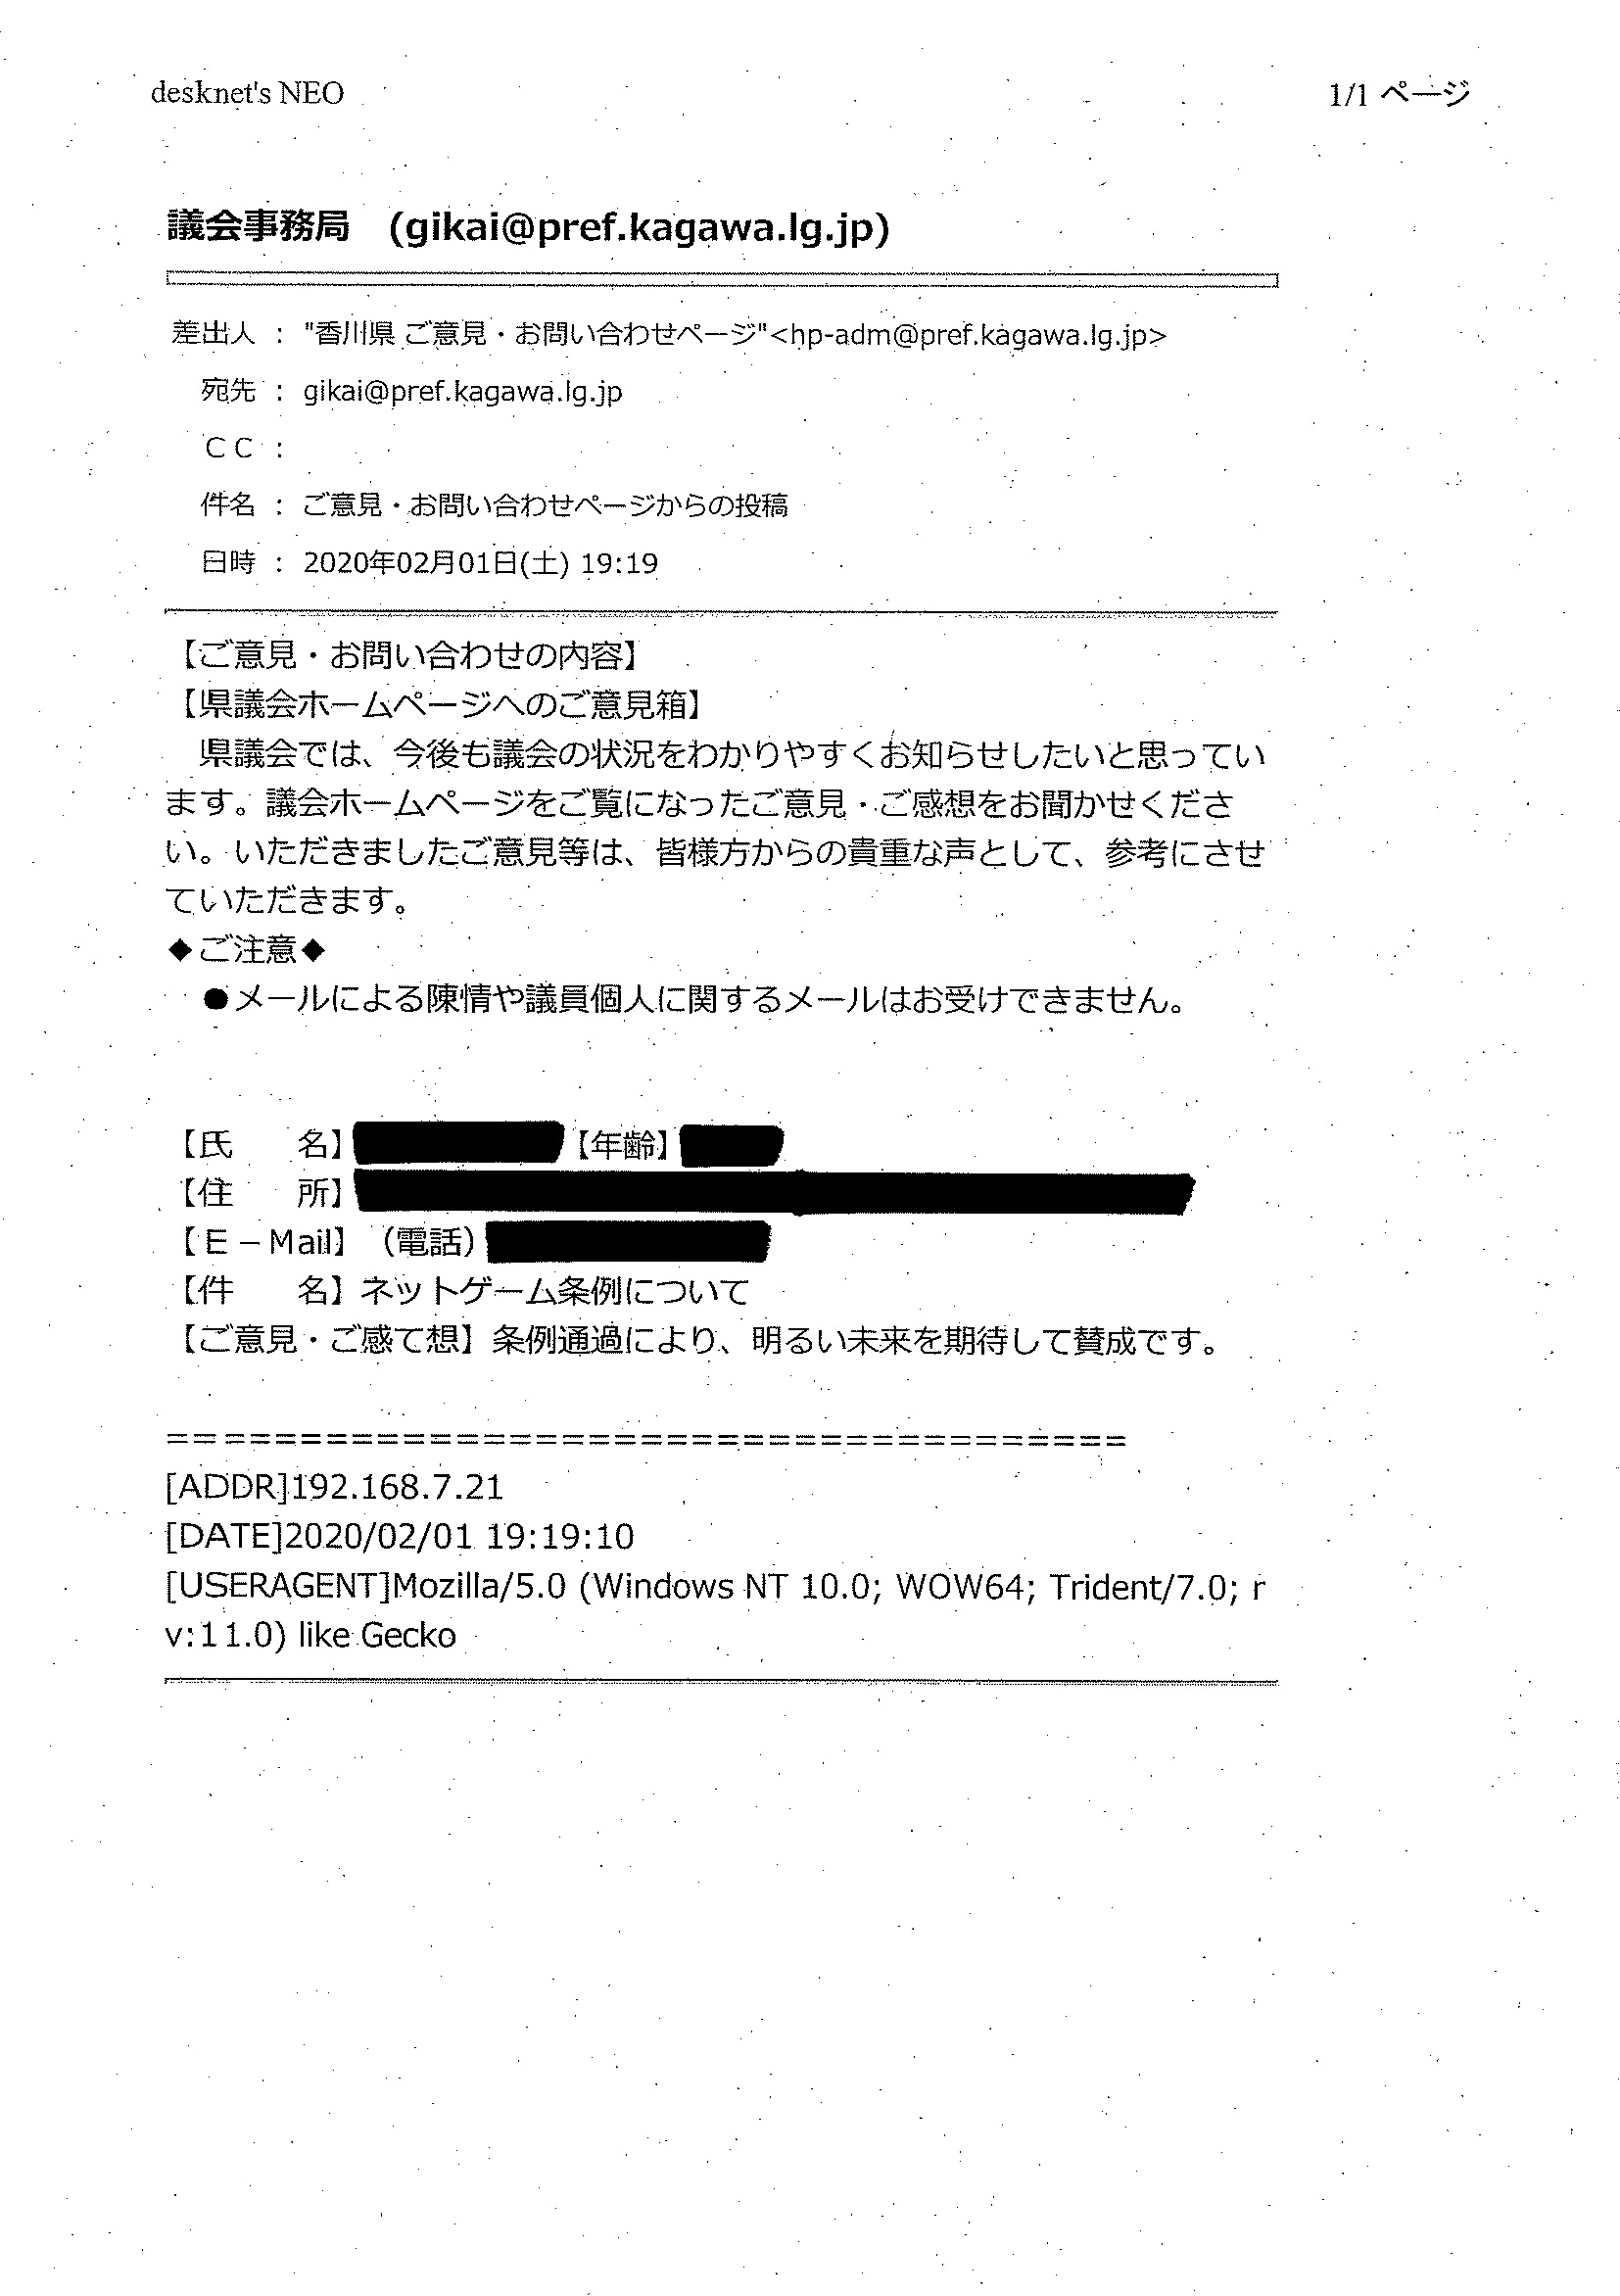 desknet's NEO
1/1 ページ
議会事務局　(gikai@pref.kagawa.lg.jp)
差出人 ： "香川県 ご意見・お問い合わせページ"<hp-adm@pref.kagawa.lg.jp>
宛先 ： gikai@pref.kagawa.lg.jp
ＣＣ ：
件名 ： ご意見・お問い合わせページからの投稿
日時 ： 2020年02月01日(土) 19:19
【ご意見・お問い合わせの内容】
【県議会ホームページへのご意見箱】
　県議会では、今後も議会の状況をわかりやすくお知らせしたいと思ってい
ます。議会ホームページをご覧になったご意見・ご感想をお聞かせくださ
い。いただきましたご意見等は、皆様方からの貴重な声として、参考にさせ
ていただきます。
◆ご注意◆
　●メールによる陳情や議員個人に関するメールはお受けできません。
【氏　　名】【年齢】
【住　　所】
【Ｅ－Mail】（電話）
【件　　名】ネットゲーム条例について
【ご意見・ご感て想】条例通過により、明るい未来を期待して賛成です。
=====================================
[ADDR]192.168.7.21
[DATE]2020/02/01 19:19:10
[USERAGENT]Mozilla/5.0 (Windows NT 10.0; WOW64; Trident/7.0; r
v:11.0) like Gecko